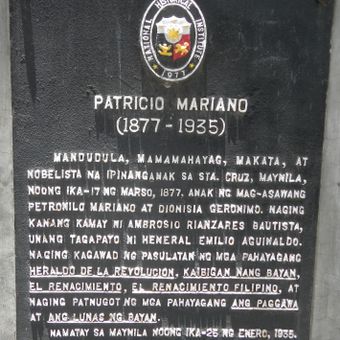 NATIONAL HISTORICAL INSTITUTE
1977
PATRICIO MARIANO
(1877 - 1935)
MANDUDULA, MAMAMAHAYAG, MAKATA, AT
NOBELISTA NA IPINANGANAK SA STA. CRUZ, MAYNILA,
NOONG IKA-17 NG MARSO, 1877. ANAK NG MAG-ASAWANG
PETRONILO MARIANO AT DIONISIA GERONIMO. NAGING
KANANG KAMAY NI AMBROSIO RIANZARES BAUTISTA,
UNANG TAGAPAYO NI HENERAL EMILIO AGUINALDO.
NAGING KAGAWAD NG PASULATAN NG MGA PAHAYAGANG
HERALDO DE LA REVOLUCION, KAIBIGAN NANG BAYAN,
EL RENACIMIENTO, EL RENACIMIENTO FILIPINO, AT
NAGING PATNUGOT NG MGA PAHAYAGANG ANG PAGGAWA
AT ANG LUNAS NG BAYAN.
NAMATAY SA MAYNILA NOONG IKA-25 NG ENERO, 1935.